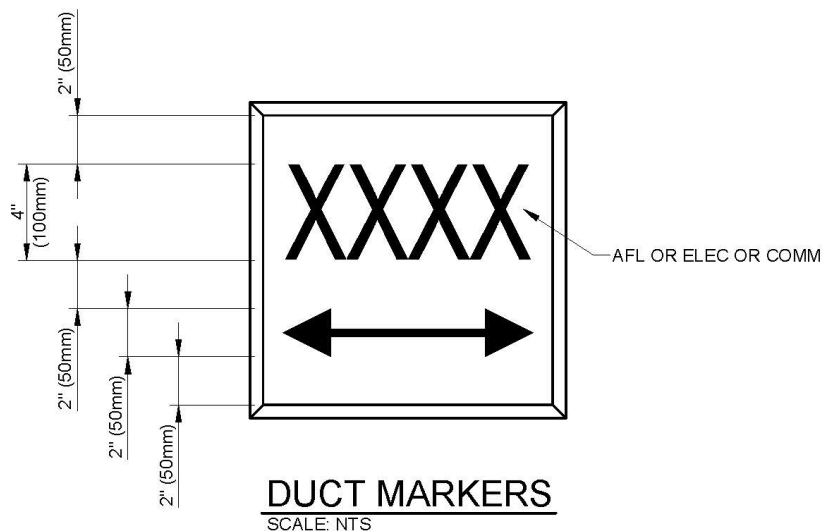 2" (50mm)
4"
(100mm)
XXXX
AFL OR ELEC OR COMM
2" (50mm)
2" (50mm)
2" (50mm)
DUCT MARKERS
SCALE: NTS